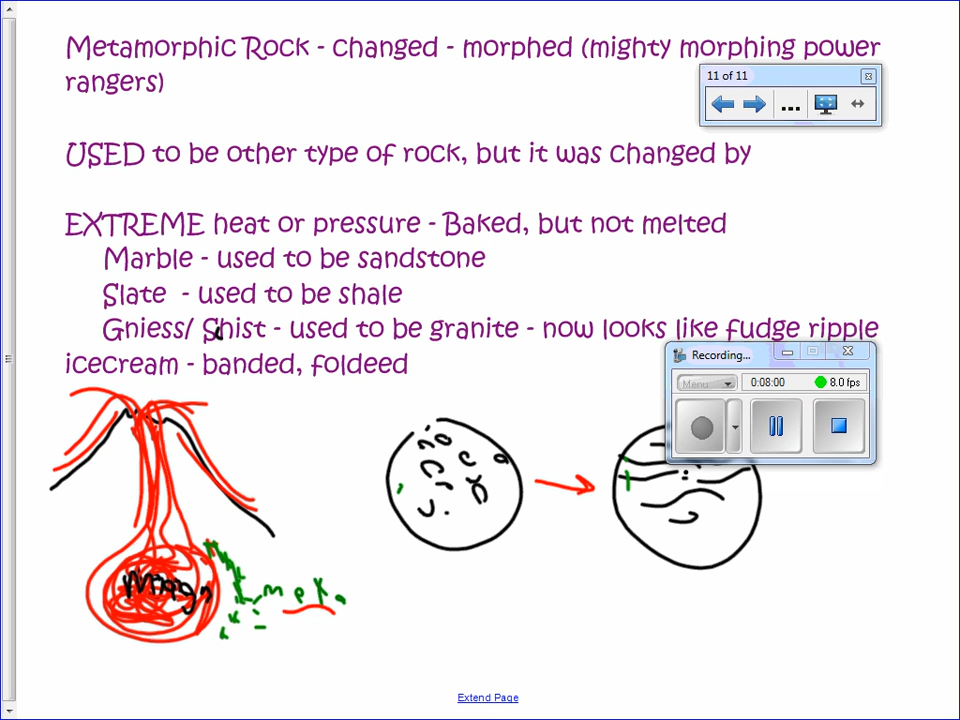 Metamorphic Rock - changed - morphed (mighty morphing power
rangers)
11 of 11
USED to be other type of rock, but it was changed by
EXTREME heat or pressure - Baked, but not melted
Marble - used to be sandstone
Slate - used to be shale
Gniess/ Schist - used to be granite - now looks like fudge ripple
icecream - banded, foldeed
Recording...
Menu
0:08:00
8.0 fps
Extend Page